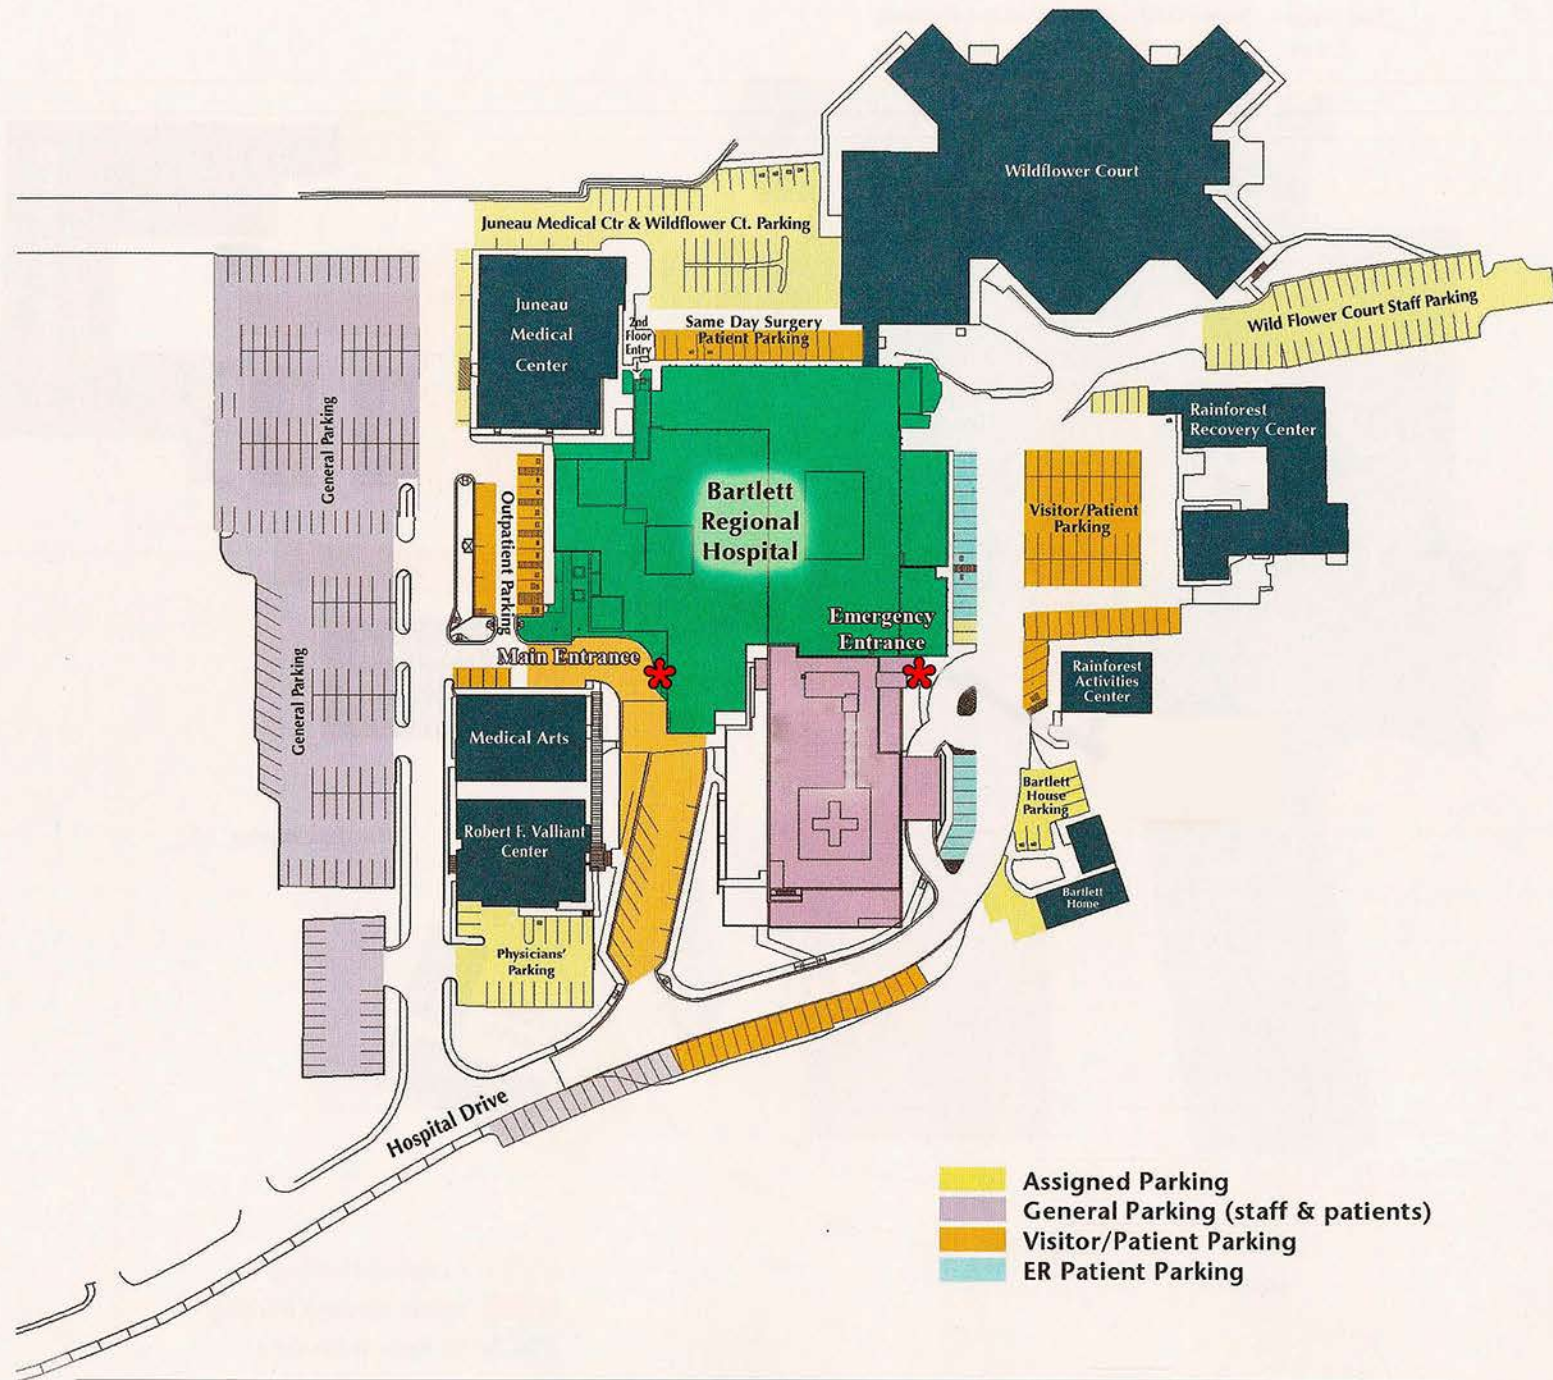 Wildflower Court
Juneau Medical Ctr & Wildflower Ct. Parking
Juneau
Medical
Center
2nd
Floor
Entry
Same Day Surgery
Patient Parking
Wild Flower Court Staff Parking
Rainforest
Recovery Center
General Parking
Outpatient Parking
Bartlett
Regional
Hospital
Visitor/Patient
Parking
Emergency
Entrance
Main Entrance
Rainforest
Activities
Center
General Parking
Medical Arts
Bartlett
House
Parking
Robert F. Valliant
Center
Bartlett
Home
Physicians'
Parking
Hospital Drive
Assigned Parking
General Parking (staff & patients)
Visitor/Patient Parking
ER Patient Parking